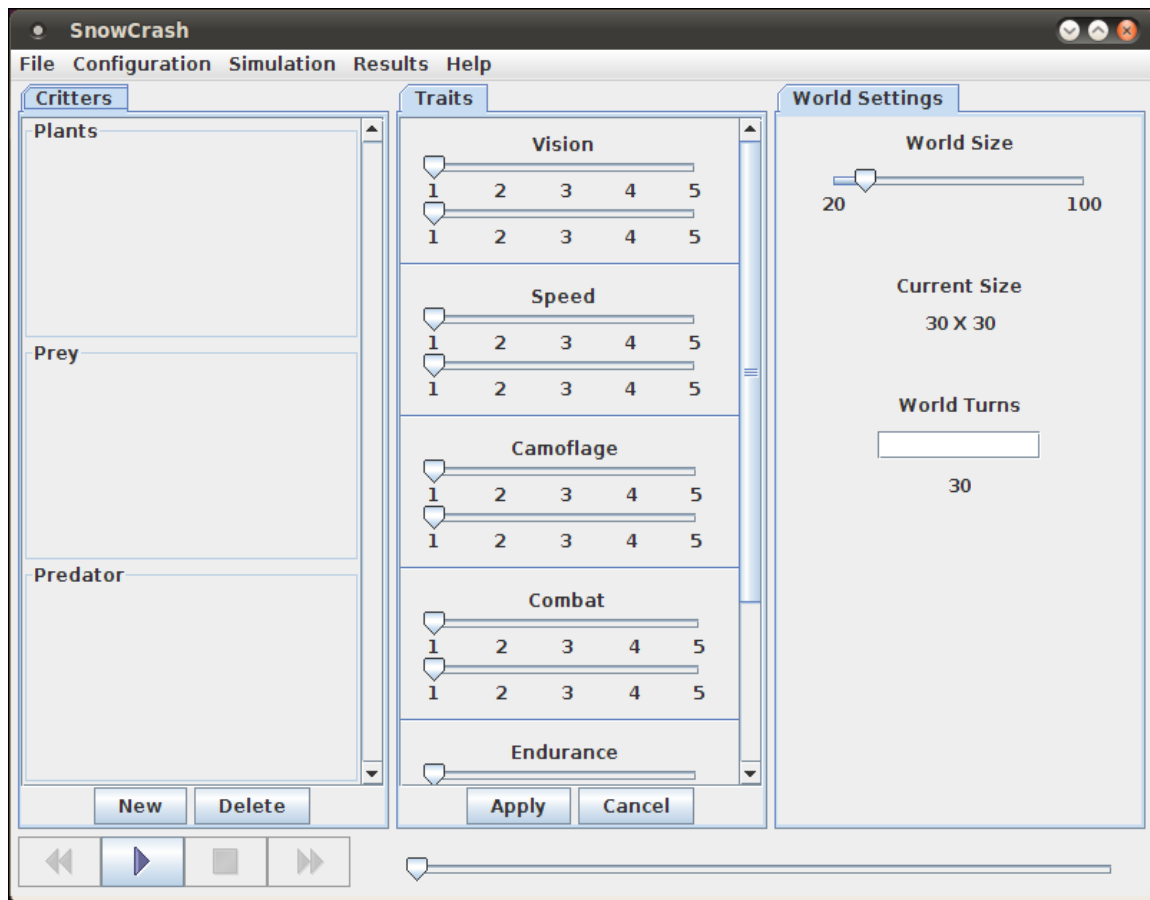 SnowCrash
File Configuration Simulation Results Help
Critters
Plants
Prey
Predator
New Delete
Traits
Vision
1 2 3 4 5
1 2 3 4 5
Speed
1 2 3 4 5
1 2 3 4 5
Camoflage
1 2 3 4 5
1 2 3 4 5
Combat
1 2 3 4 5
1 2 3 4 5
Endurance
Apply Cancel
World Settings
World Size
20 100
Current Size
30 X 30
World Turns
30